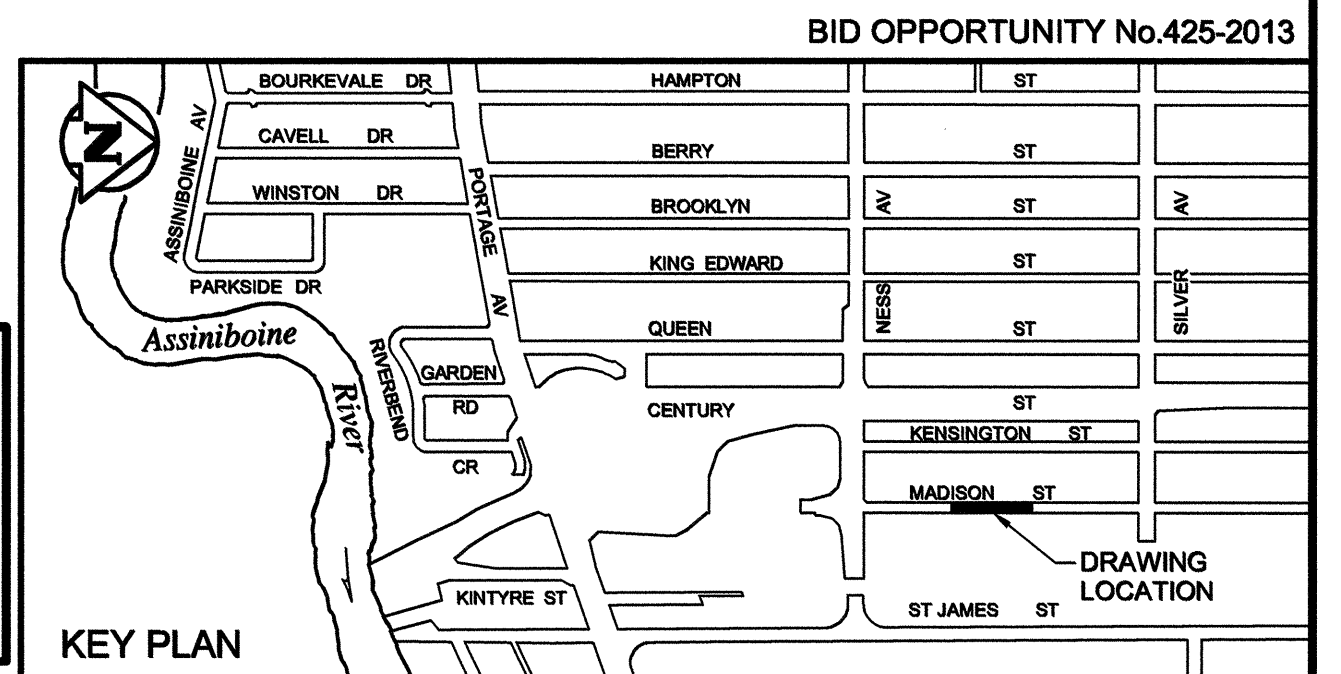 BID OPPORTUNITY No.425-2013
BOURKEVALE DR
HAMPTON ST
ASSINIBOINE AV
N
CAVELL DR
BERRY ST
WINSTON DR
PORTAGE AV
BROOKLYN ST
NESS AV
SILVER AV
KING EDWARD ST
PARKSIDE DR
Assiniboine River
QUEEN ST
RIVERBEND CR
GARDEN RD
CENTURY ST
KENSINGTON ST
MADISON ST
DRAWING
LOCATION
KINTYRE ST
ST JAMES ST
KEY PLAN